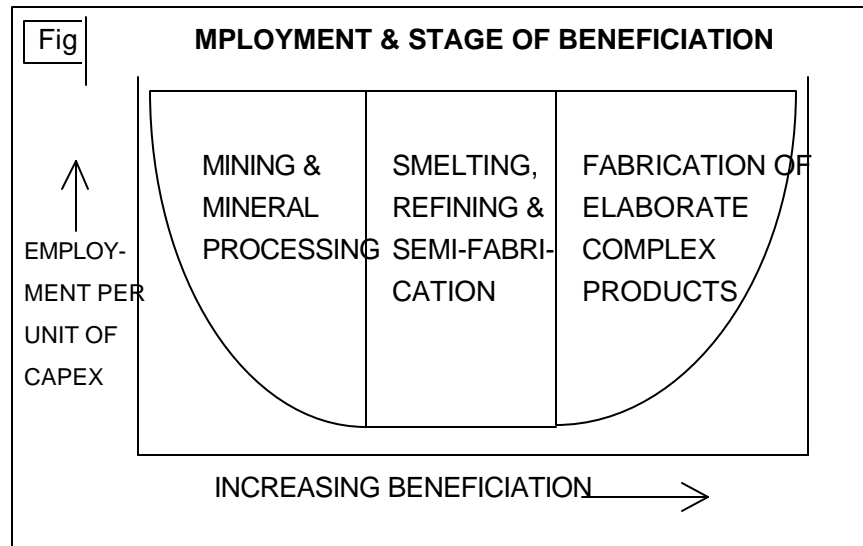 Fig
MPLOYMENT & STAGE OF BENEFICIATION
MINING &
MINERAL
PROCESSING
SMELTING,
REFINING &
SEMI-FABRI-
CATION
FABRICATION OF
ELABORATE
COMPLEX
PRODUCTS
EMPLOY-
MENT PER
UNIT OF
CAPEX
INCREASING BENEFICIATION